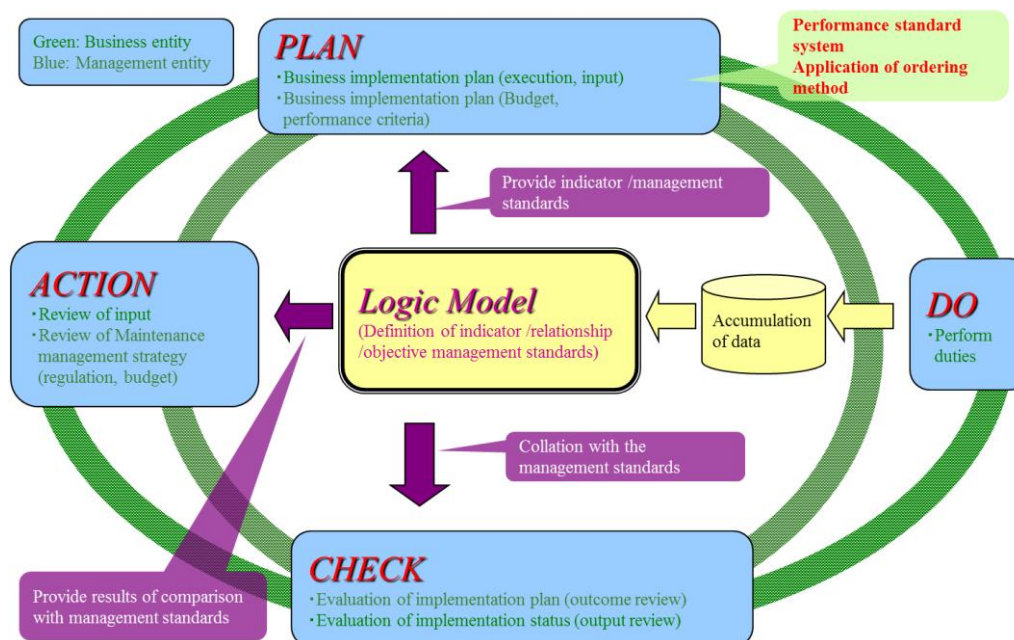 Green: Business entity
Blue: Management entity
PLAN
・Business implementation plan (execution, input)
・Business implementation plan (Budget,
performance criteria)
Performance standard
system
Application of ordering
method
Provide indicator /management
standards
ACTION
・Review of input
・Review of Maintenance
management strategy
(regulation, budget)
Logic Model
(Definition of indicator /relationship
/objective management standards)
Accumulation
of data
DO
・Perform
duties
Collation with the
management standards
CHECK
・Evaluation of implementation plan (outcome review)
・Evaluation of implementation status (output review)
Provide results of comparison
with management standards